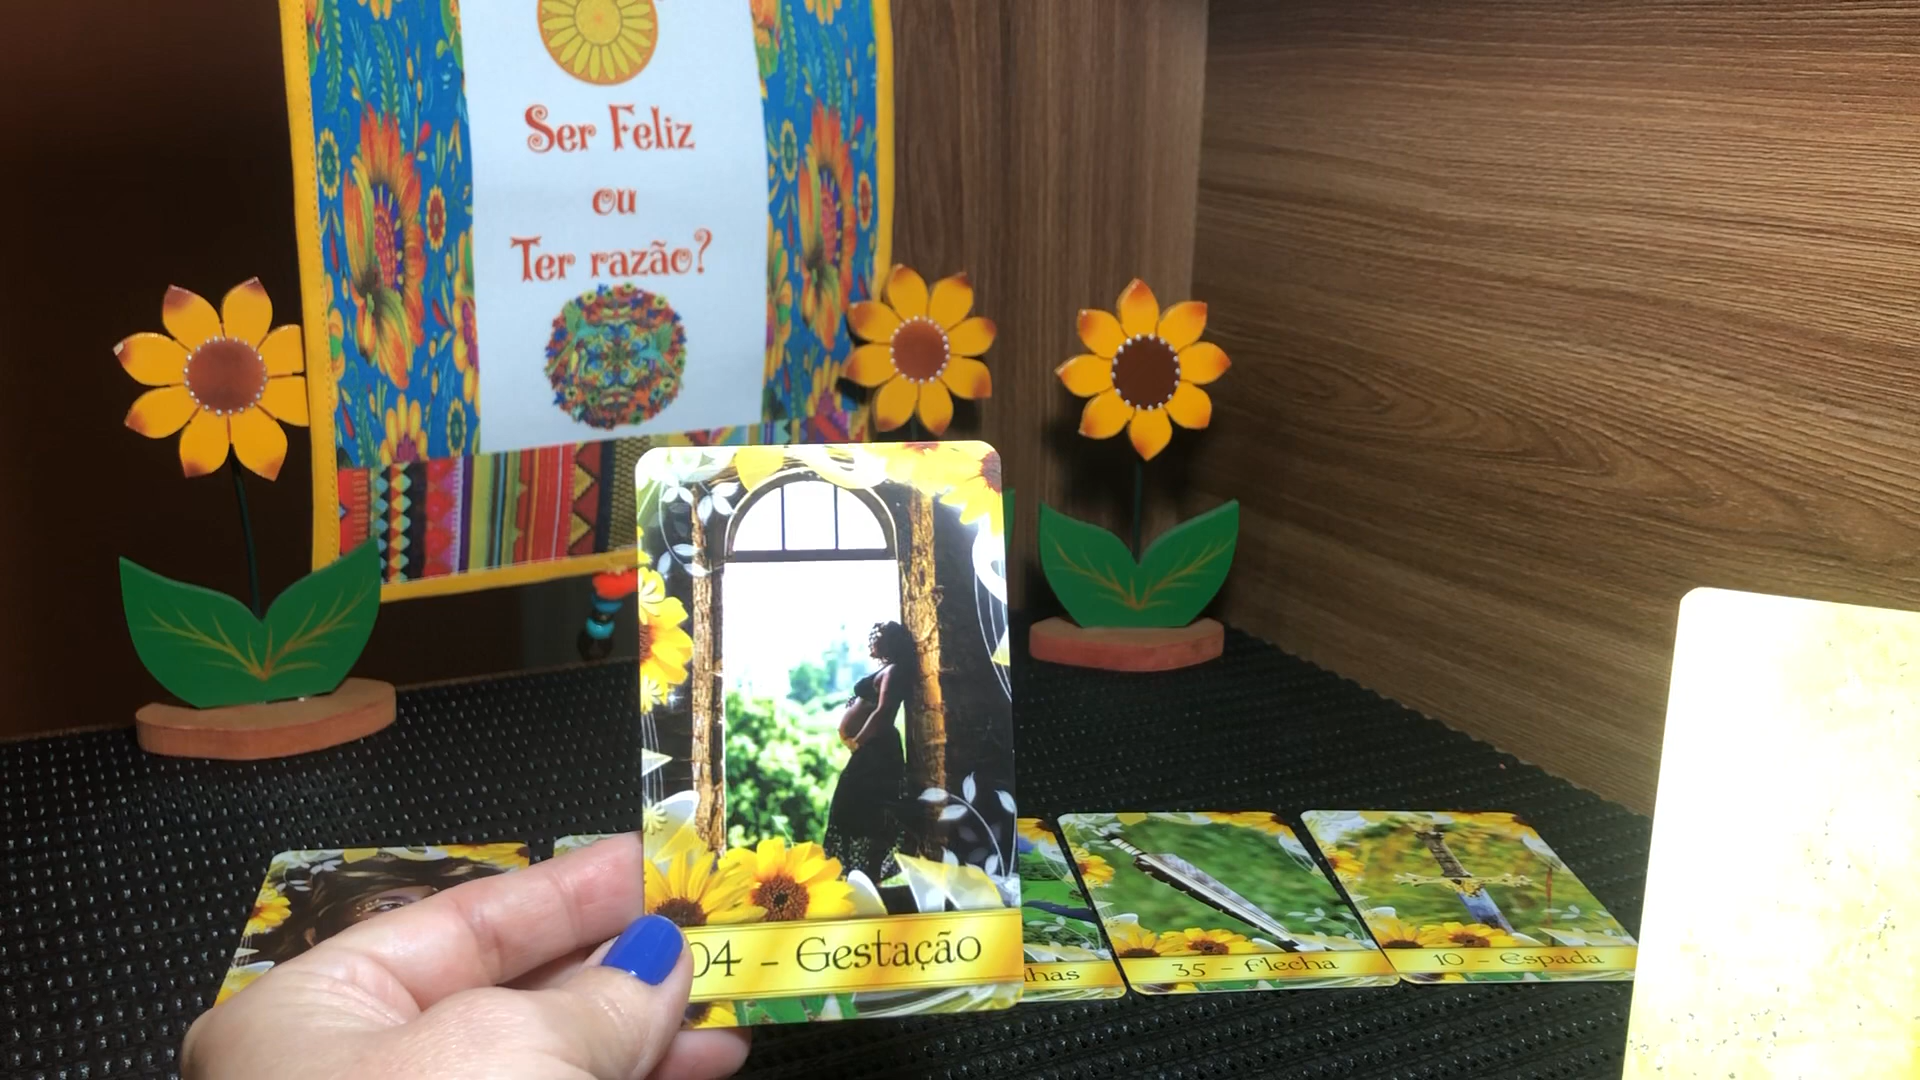 Ser Feliz
ou
Ter razão?
04 - Gestação
35 - Flecha
10 - Espada